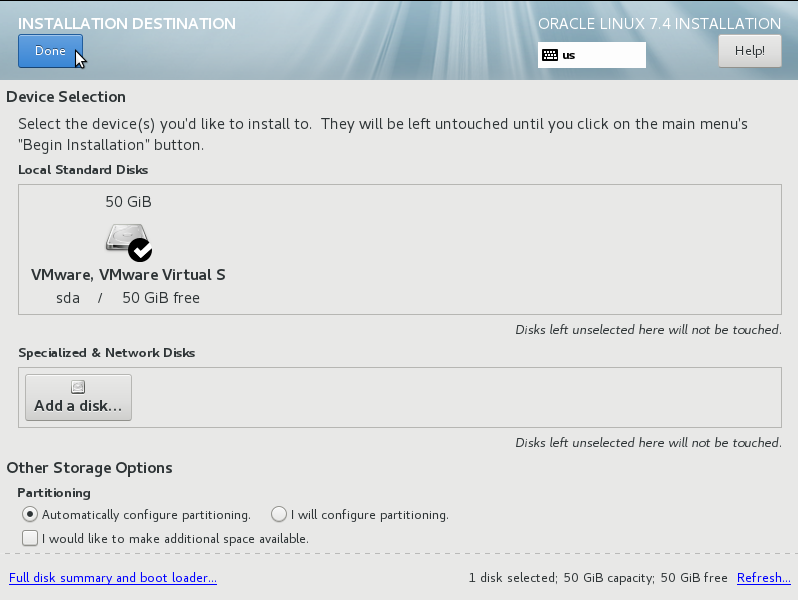 INSTALLATION DESTINATION
ORACLE LINUX 7.4 INSTALLATION
Done
us
Help!
Device Selection
Select the device(s) you'd like to install to.  They will be left untouched until you click on the main menu's
"Begin Installation" button.
Local Standard Disks
50 GiB
VMware, VMware Virtual S
sda / 50 GiB free
Disks left unselected here will not be touched.
Specialized & Network Disks
Add a disk...
Disks left unselected here will not be touched.
Other Storage Options
Partitioning
Automatically configure partitioning. I will configure partitioning.
I would like to make additional space available.
Full disk summary and boot loader... 1 disk selected; 50 GiB capacity; 50 GiB free Refresh...